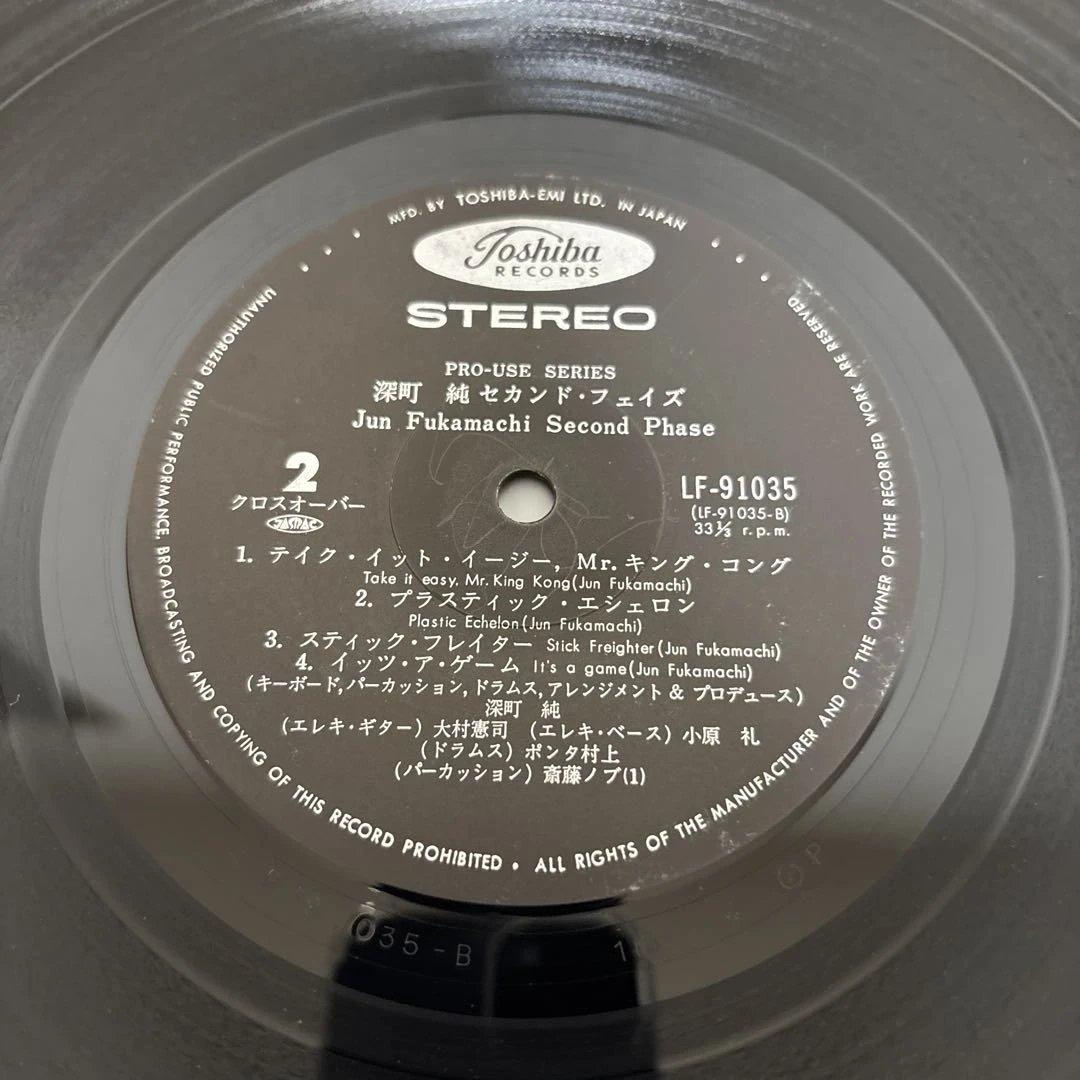 MFD. BY TOSHIBA-EMI LTD. IN JAPAN
Toshiba
RECORDS
STEREO
PRO-USE SERIES
深町 純 セカンド・フェイズ
Jun Fukamachi Second Phase
2
クロスオーバー
JASRAC
LF-91035
(LF-91035-B)
33⅓ r.p.m.
1. テイク・イット・イージー, Mr.キング・コング
Take it easy, Mr. King Kong(Jun Fukamachi)
2. プラスティック・エシェロン
Plastic Echelon(Jun Fukamachi)
3. スティック・フレイター Stick Freighter(Jun Fukamachi)
4. イッツ・ア・ゲーム It's a game(Jun Fukamachi)
(キーボード,パーカッション,ドラムス,アレンジメント & プロデュース)
深町 純
(エレキ・ギター) 大村憲司 (エレキ・ベース) 小原 礼
(ドラムス) ポンタ村上
(パーカッション) 斎藤ノブ(1)
UNAUTHORIZED PUBLIC PERFORMANCE, BROADCASTING AND COPYING OF THIS RECORD PROHIBITED • ALL RIGHTS OF THE MANUFACTURER AND OF THE OWNER OF THE RECORDED WORK ARE RESERVED
035-B
P